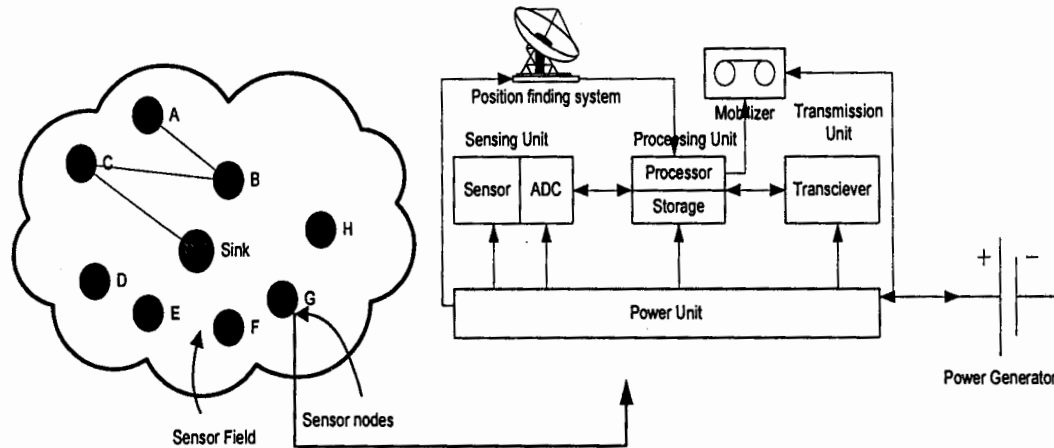 A
C
B
H
Sink
D
E
F
G
Sensor Field
Sensor nodes
Position finding system
Mobilizer
Transmission
Unit
Sensing Unit
Processing Unit
Sensor
ADC
Processor
Storage
Transciever
Power Unit
+
-
Power Generator